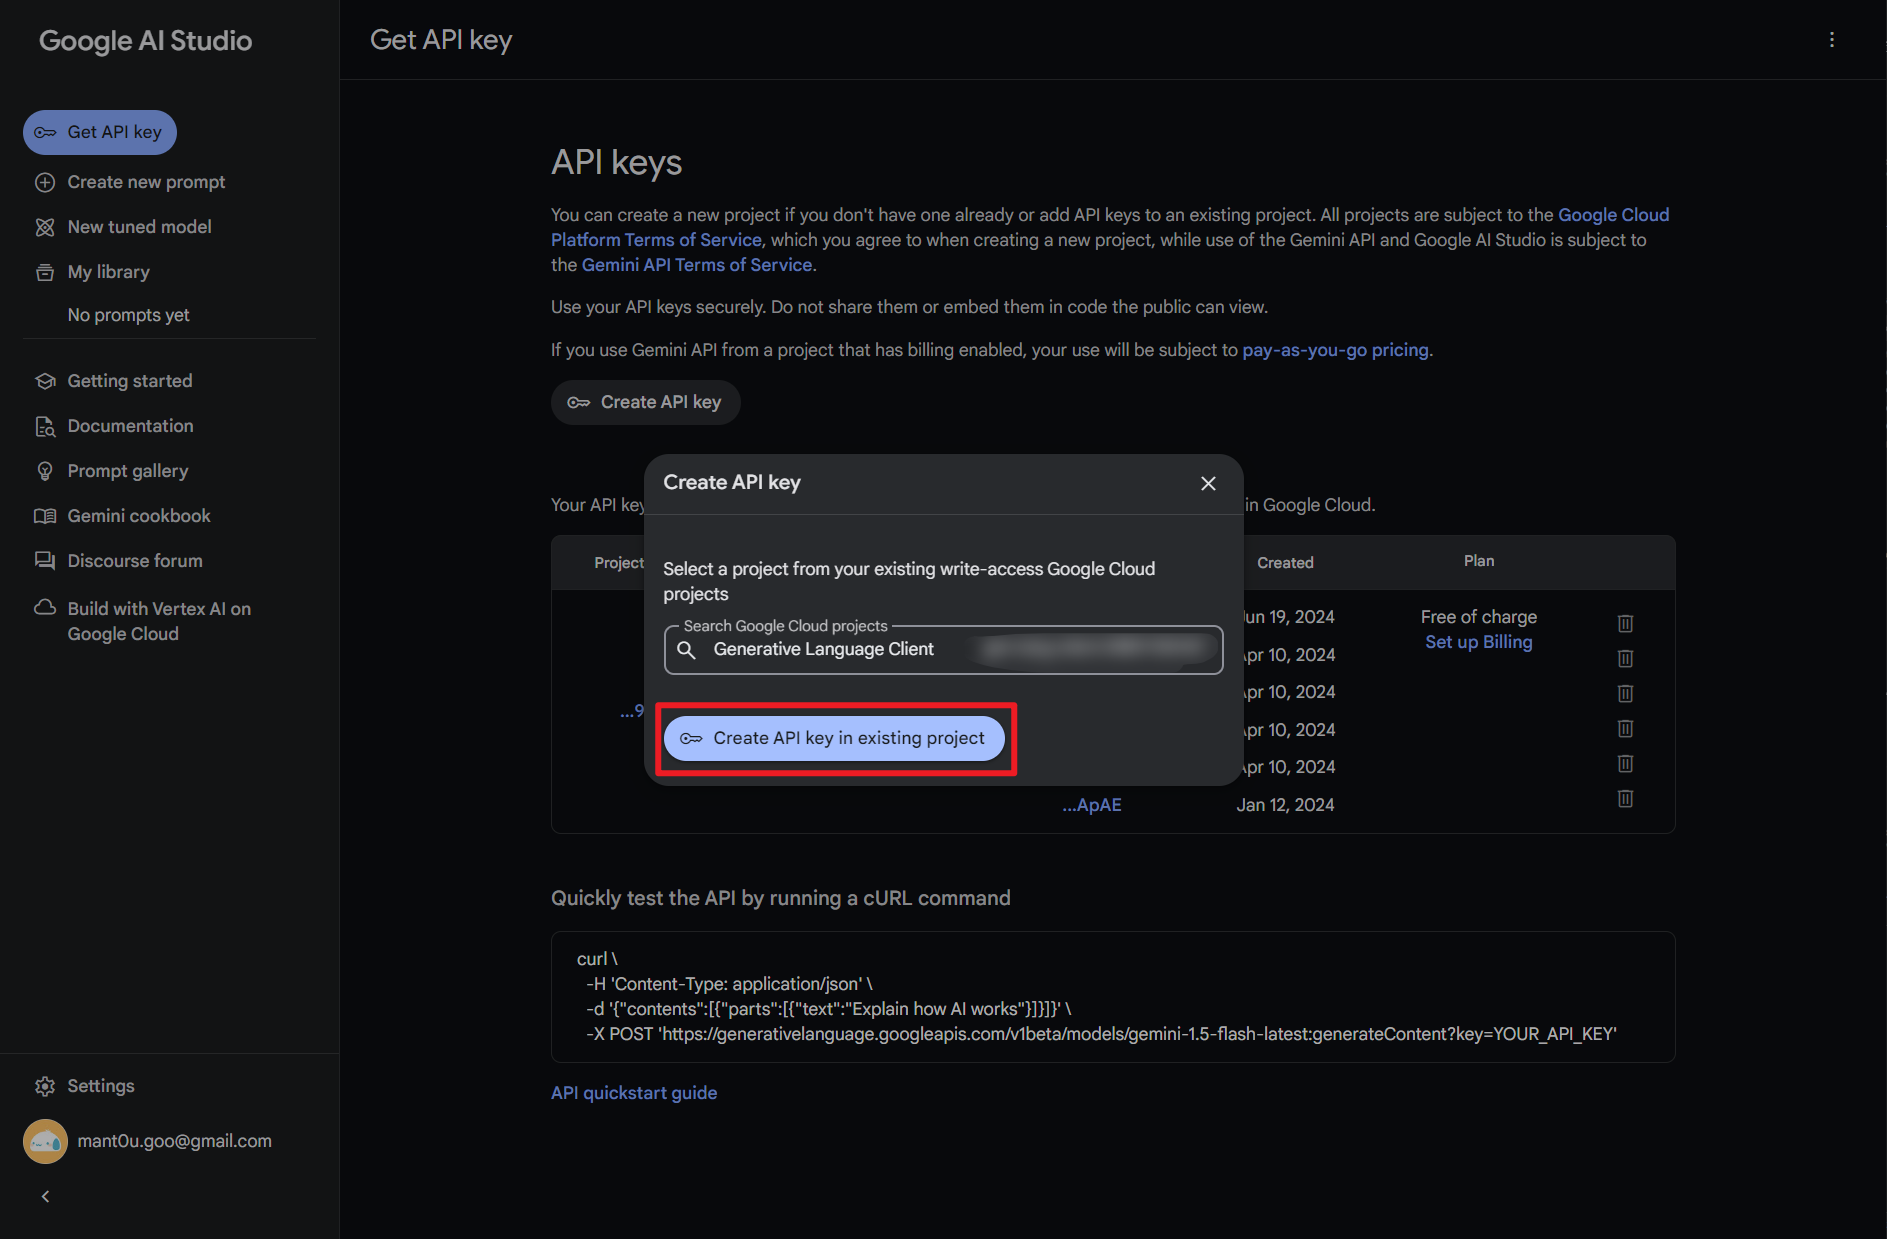 Google AI Studio
Get API key
Create new prompt
New tuned model
My library
No prompts yet
Getting started
Documentation
Prompt gallery
Gemini cookbook
Discourse forum
Build with Vertex AI on
Google Cloud
Settings
mant0u.goo@gmail.com
Get API key
API keys
You can create a new project if you don't have one already or add API keys to an existing project. All projects are subject to the Google Cloud
Platform Terms of Service, which you agree to when creating a new project, while use of the Gemini API and Google AI Studio is subject to
the Gemini API Terms of Service.
Use your API keys securely. Do not share them or embed them in code the public can view.
If you use Gemini API from a project that has billing enabled, your use will be subject to pay-as-you-go pricing.
Create API key
Your API key in Google Cloud.
Project Created Plan
Jun 19, 2024 Free of charge
Set up Billing
Apr 10, 2024
Apr 10, 2024
...9
Apr 10, 2024
Apr 10, 2024
...ApAE Jan 12, 2024
Create API key
Select a project from your existing write-access Google Cloud
projects
Search Google Cloud projects
Generative Language Client
Create API key in existing project
Quickly test the API by running a cURL command
curl \
-H 'Content-Type: application/json' \
-d '{"contents":[{"parts":[{"text":"Explain how AI works"}]}]}' \
-X POST 'https://generativelanguage.googleapis.com/v1beta/models/gemini-1.5-flash-latest:generateContent?key=YOUR_API_KEY'
API quickstart guide